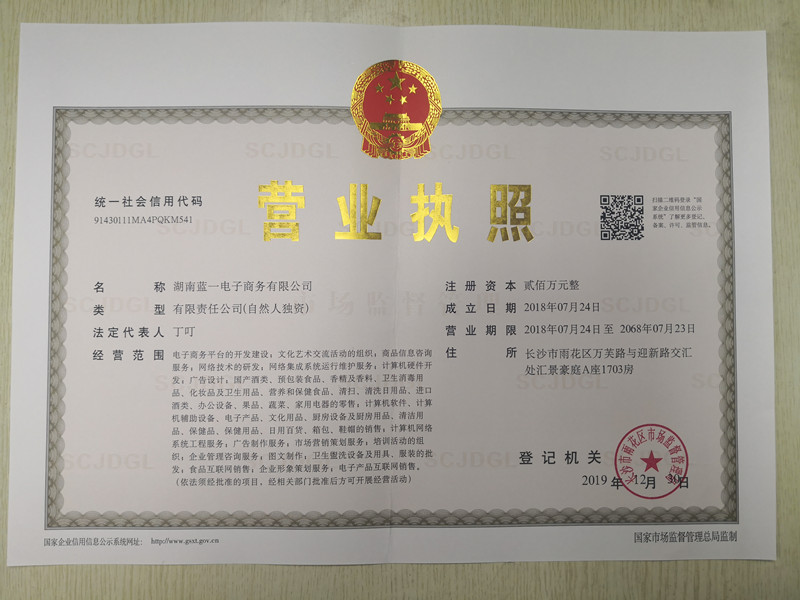 统一社会信用代码
91430111MA4PQKM541
营业执照
扫描二维码登录“国
家企业信用信息公示
系统”了解更多登记、
备案、许可、监管信息。
名称 湖南蓝一电子商务有限公司
类型 有限责任公司(自然人独资)
法定代表人 丁叮
经营范围 电子商务平台的开发建设；文化艺术交流活动的组织；商品信息咨询
服务；网络技术的研发；网络集成系统运行维护服务；计算机硬件开
发；广告设计；国产酒类、预包装食品、香精及香料、卫生消毒用
品、化妆品及卫生用品、营养和保健食品、清扫、清洗日用品、进口
酒类、办公设备、果品、蔬菜、家用电器的零售；计算机软件、计算
机辅助设备、电子产品、文化用品、厨房设备及厨房用品、清洁用
品、保健品、保健用品、日用百货、箱包、鞋帽的销售；计算机网络
系统工程服务；广告制作服务；市场营销策划服务；培训活动的组
织；企业管理咨询服务；图文制作；卫生盥洗设备及用具、服装的批
发；食品互联网销售；企业形象策划服务；电子产品互联网销售。
(依法须经批准的项目，经相关部门批准后方可开展经营活动)
注册资本 贰佰万元整
成立日期 2018年07月24日
营业期限 2018年07月24日 至 2068年07月23日
住所 长沙市雨花区万芙路与迎新路交汇
处汇景豪庭A座1703房
登记机关
长沙市雨花区市场监督管理局
2019 年 12 月 30 日
国家企业信用信息公示系统网址： http://www.gsxt.gov.cn
国家市场监督管理总局监制